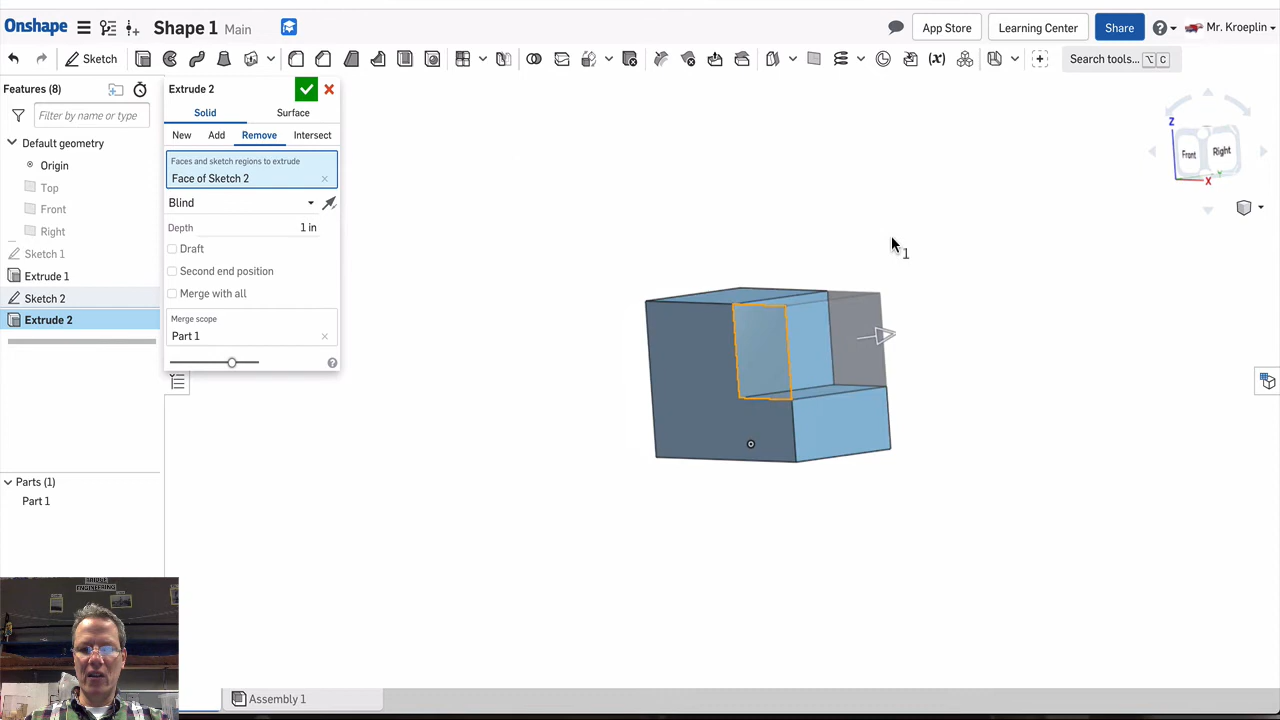 Onshape Shape 1 Main App Store Learning Center Share Mr. Kroeplin
Sketch Search tools... ⌥ C
Features (8)
Filter by name or type
Default geometry
Origin
Top
Front
Right
Sketch 1
Extrude 1
Sketch 2
Extrude 2
Parts (1)
Part 1
Extrude 2
Solid Surface
New Add Remove Intersect
Faces and sketch regions to extrude
Face of Sketch 2
Blind
Depth 1 in
Draft
Second end position
Merge with all
Merge scope
Part 1
1
Z
Front Right
X
Assembly 1